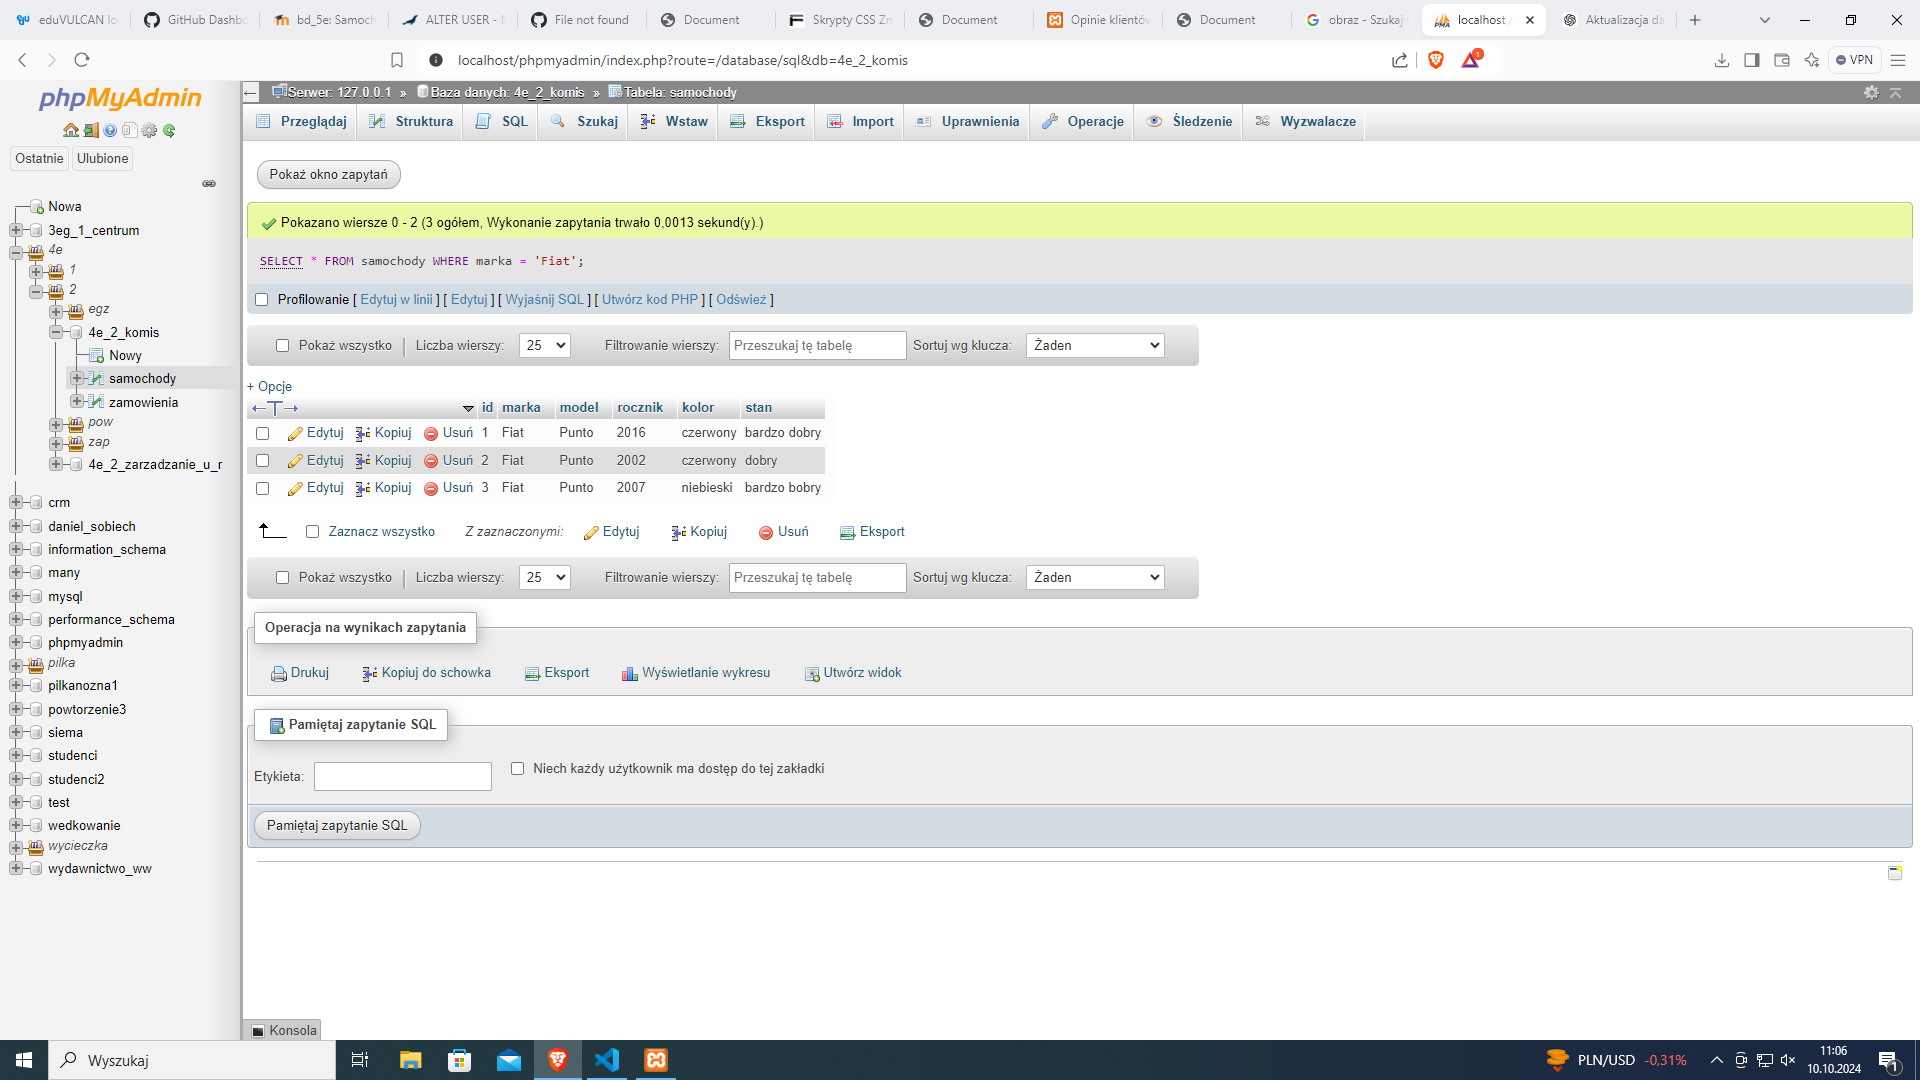 eduVULCAN lo
GitHub Dashbo
bd_5e: Samoch
ALTER USER - M
File not found
Document
Skrypty CSS Zm
Document
Opinie klientów
Document
obraz - Szukaj
localhost /
Aktualizacja da
localhost/phpmyadmin/index.php?route=/database/sql&db=4e_2_komis
1
VPN
phpMyAdmin
Ostatnie
Ulubione
Nowa
3eg_1_centrum
4e
1
2
egz
4e_2_komis
Nowy
samochody
zamowienia
pow
zap
4e_2_zarzadzanie_u_r
crm
daniel_sobiech
information_schema
many
mysql
performance_schema
phpmyadmin
pilka
pilkanozna1
powtorzenie3
siema
studenci
studenci2
test
wedkowanie
wycieczka
wydawnictwo_ww
Serwer: 127.0.0.1 » Baza danych: 4e_2_komis » Tabela: samochody
Przeglądaj Struktura SQL Szukaj Wstaw Eksport Import Uprawnienia Operacje Śledzenie Wyzwalacze
Pokaż okno zapytań
Pokazano wiersze 0 - 2 (3 ogółem, Wykonanie zapytania trwało 0,0013 sekund(y).)
SELECT * FROM samochody WHERE marka = 'Fiat';
Profilowanie [ Edytuj w linii ] [ Edytuj ] [ Wyjaśnij SQL ] [ Utwórz kod PHP ] [ Odśwież ]
Pokaż wszystko | Liczba wierszy: 25 Filtrowanie wierszy: Przeszukaj tę tabelę Sortuj wg klucza: Żaden
+ Opcje
←T→ id marka model rocznik kolor stan
Edytuj Kopiuj Usuń 1 Fiat Punto 2016 czerwony bardzo dobry
Edytuj Kopiuj Usuń 2 Fiat Punto 2002 czerwony dobry
Edytuj Kopiuj Usuń 3 Fiat Punto 2007 niebieski bardzo bobry
Zaznacz wszystko Z zaznaczonymi: Edytuj Kopiuj Usuń Eksport
Pokaż wszystko | Liczba wierszy: 25 Filtrowanie wierszy: Przeszukaj tę tabelę Sortuj wg klucza: Żaden
Operacja na wynikach zapytania
Drukuj Kopiuj do schowka Eksport Wyświetlanie wykresu Utwórz widok
Pamiętaj zapytanie SQL
Etykieta: Niech każdy użytkownik ma dostęp do tej zakładki
Pamiętaj zapytanie SQL
Konsola
Wyszukaj
PLN/USD -0,31%
11:06
10.10.2024
1